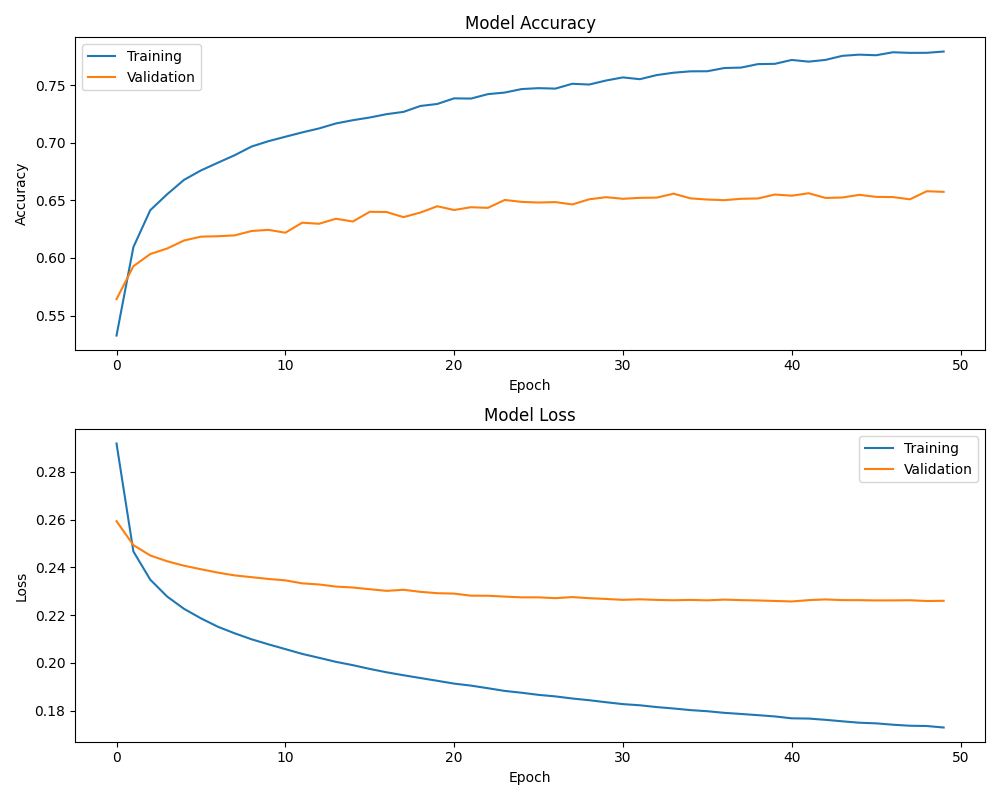 Model Accuracy
Training
Validation
0.75
0.70
0.65
0.60
0.55
Accuracy
0 10 20 30 40 50
Epoch
Model Loss
Training
Validation
0.28
0.26
0.24
0.22
0.20
0.18
Loss
0 10 20 30 40 50
Epoch